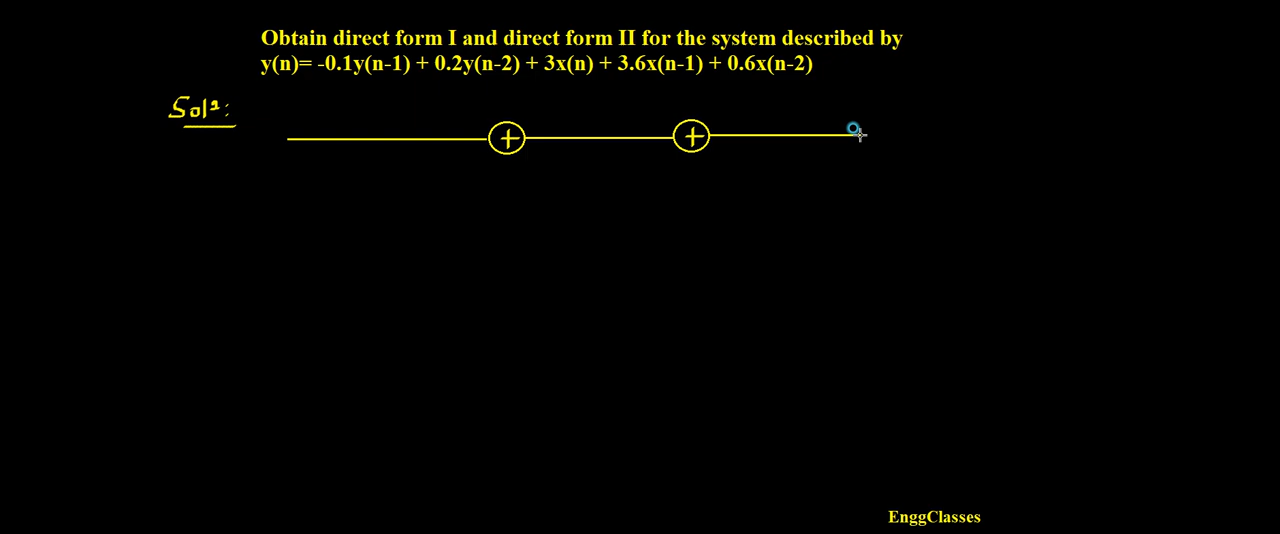 Obtain direct form I and direct form II for the system described by
y(n)= -0.1y(n-1) + 0.2y(n-2) + 3x(n) + 3.6x(n-1) + 0.6x(n-2)
Solⁿ:
+ +
EnggClasses